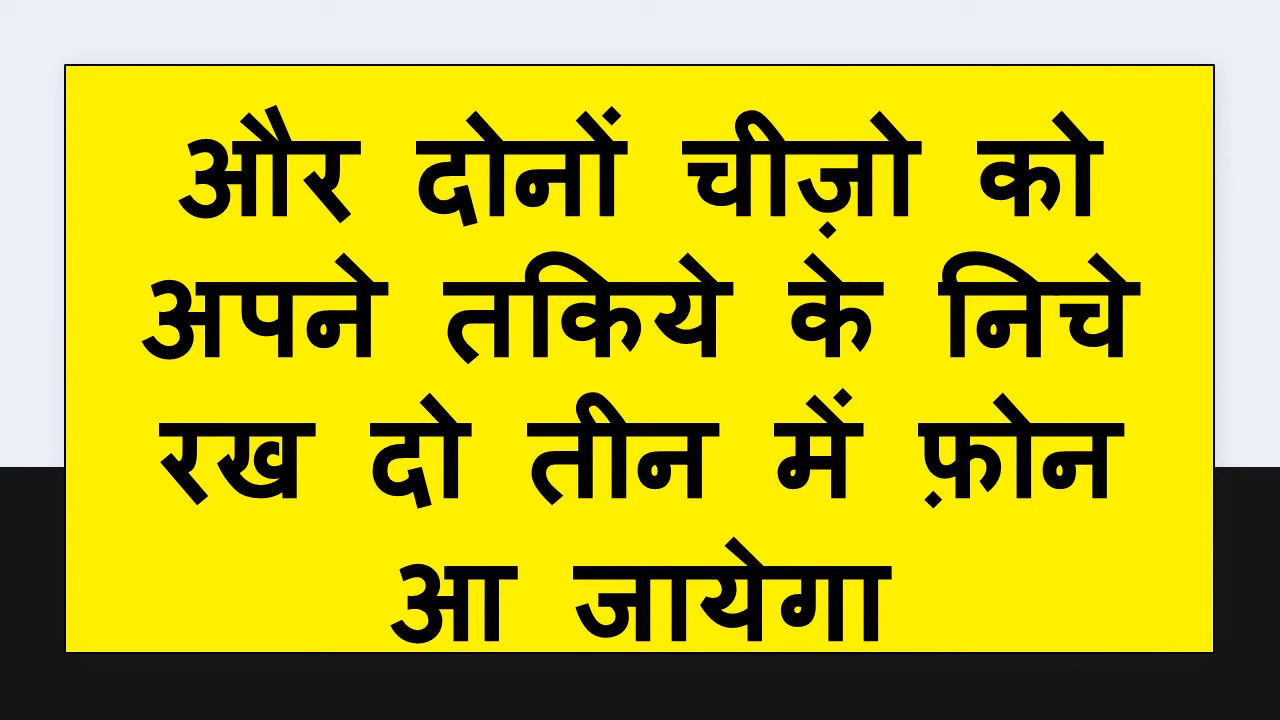 और दोनों चीज़ो को
अपने तकिये के निचे
रख दो तीन में फ़ोन
आ जायेगा